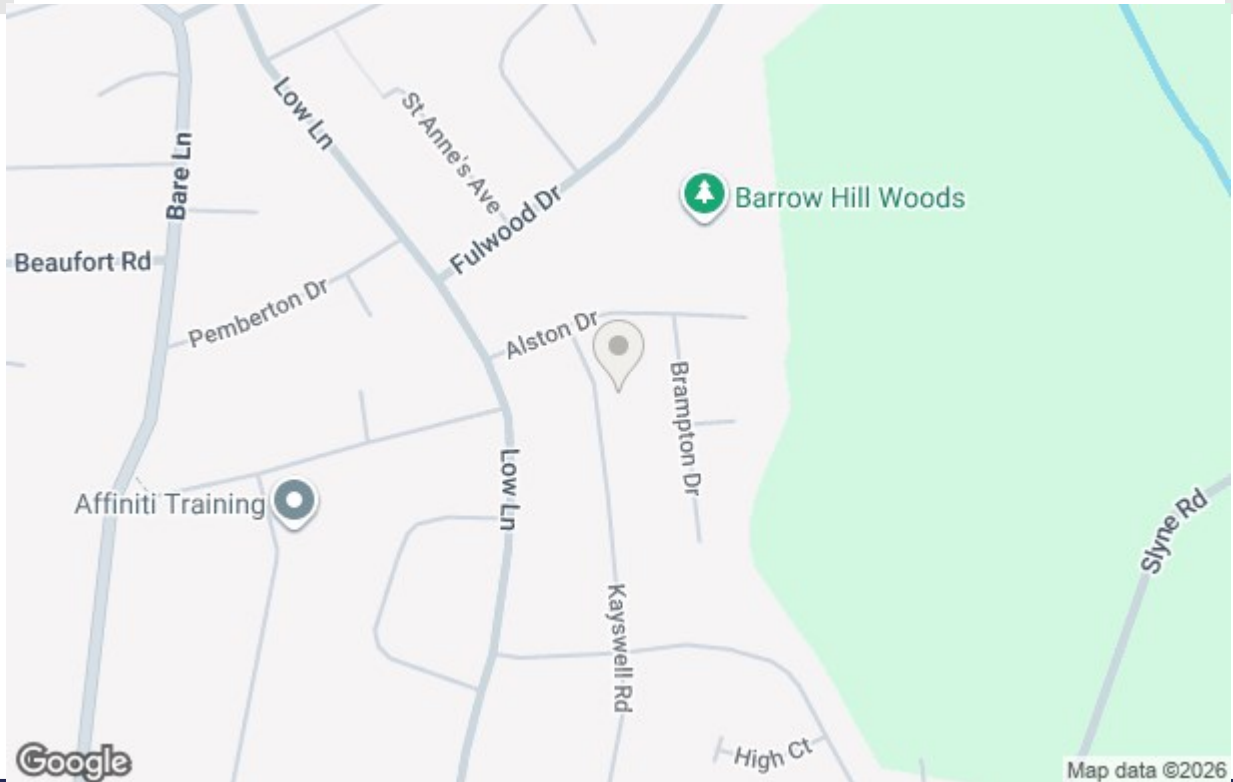 Low Ln
St Anne's Ave
Bare Ln
Barrow Hill Woods
Fulwood Dr
Beaufort Rd
Pemberton Dr
Alston Dr
Brampton Dr
Low Ln
Affiniti Training
Slyne Rd
Kayswell Rd
High Ct
Google
Map data ©2026